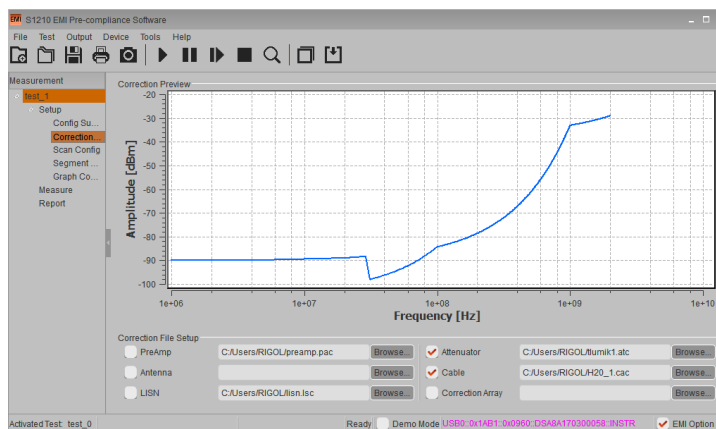 EMI S1210 EMI Pre-compliance Software
File Test Output Device Tools Help
Measurement
test_1
Setup
Config Su...
Correction...
Scan Config
Segment ...
Graph Co...
Measure
Report
Correction Preview
Amplitude [dBm]
-20
-30
-40
-50
-60
-70
-80
-90
-100
1e+06 1e+07 1e+08 1e+09 1e+10
Frequency [Hz]
Correction File Setup
PreAmp C:/Users/RIGOL/preamp.pac Browse... Attenuator C:/Users/RIGOL/tlumik1.atc Browse...
Antenna Browse... Cable C:/Users/RIGOL/H20_1.cac Browse...
LISN C:/Users/RIGOL/lisn.lsc Browse... Correction Array Browse...
Activated Test: test_0 Ready Demo Mode USB0::0x1AB1::0x0960::DSA8A170300058::INSTR EMI Option